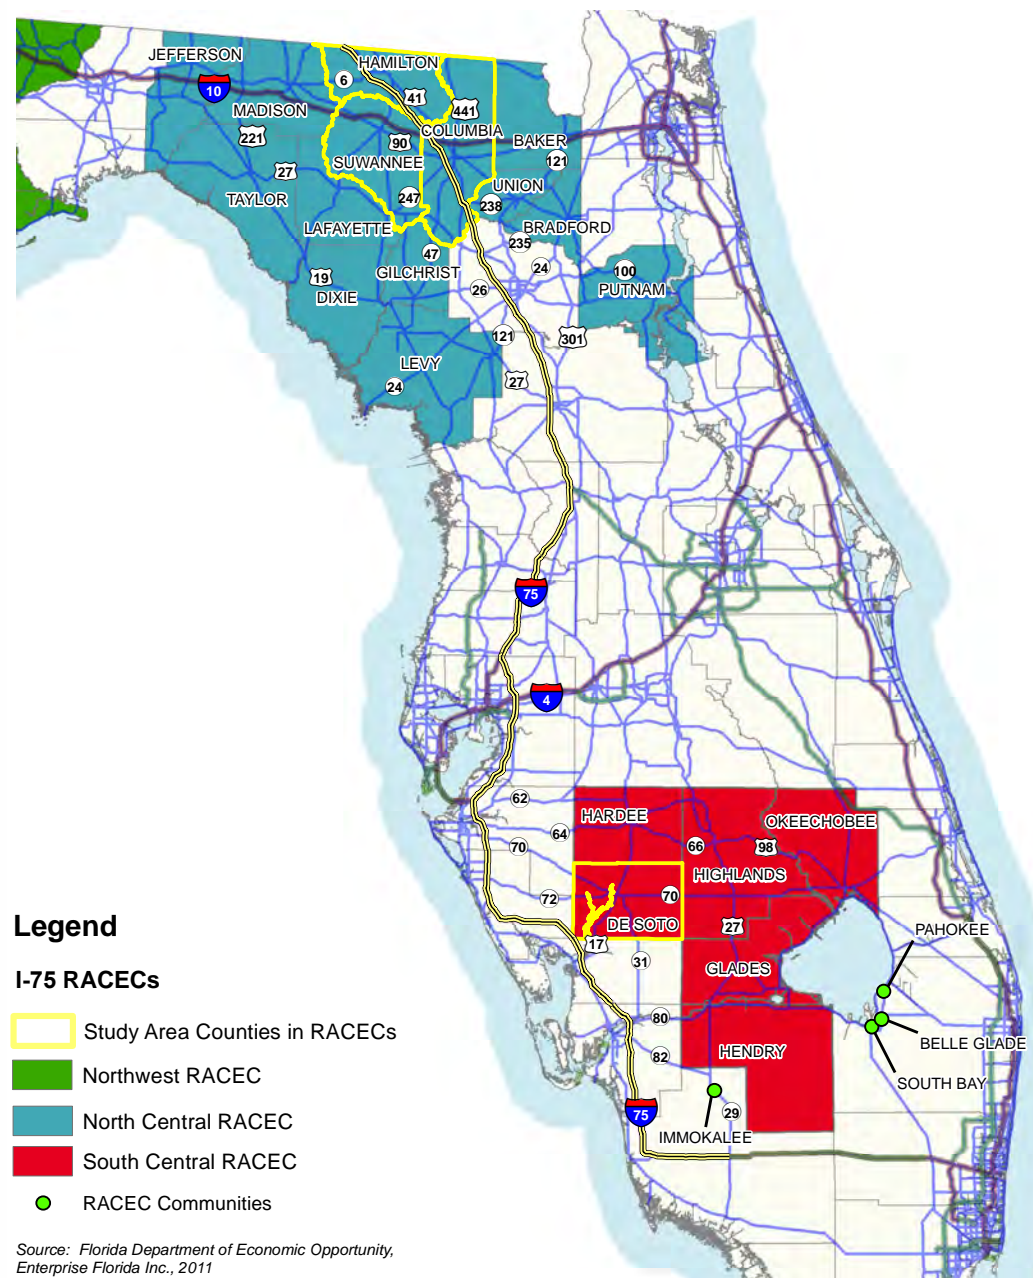 JEFFERSON
HAMILTON
6
10
41
441
MADISON
COLUMBIA
221
90
BAKER
121
SUWANNEE
27
UNION
TAYLOR
247
238
LAFAYETTE
BRADFORD
235
47
24
GILCHRIST
100
19
26
PUTNAM
DIXIE
121
301
LEVY
24
27
75
4
62
HARDEE
OKEECHOBEE
64
70
66
98
HIGHLANDS
72
70
DE SOTO
27
17
PAHOKEE
31
GLADES
80
BELLE GLADE
82
HENDRY
SOUTH BAY
75
29
IMMOKALEE
Legend
I-75 RACECs
Study Area Counties in RACECs
Northwest RACEC
North Central RACEC
South Central RACEC
RACEC Communities
Source: Florida Department of Economic Opportunity,
Enterprise Florida Inc., 2011